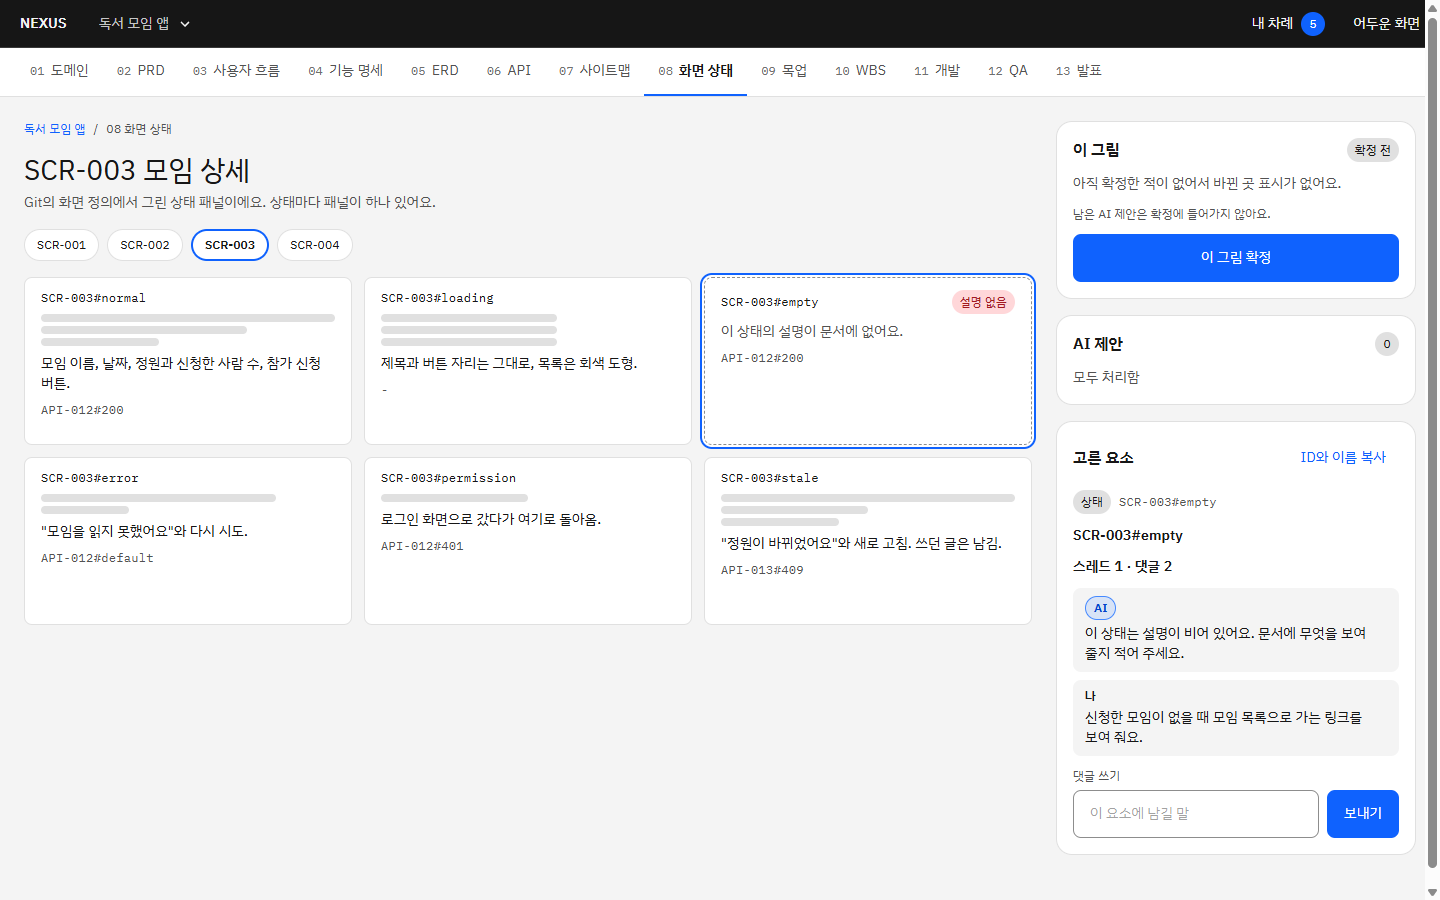 NEXUS 독서 모임 앱 내 차례 5 어두운 화면
01 도메인 02 PRD 03 사용자 흐름 04 기능 명세 05 ERD 06 API 07 사이트맵 08 화면 상태 09 목업 10 WBS 11 개발 12 QA 13 발표
독서 모임 앱 / 08 화면 상태
SCR-003 모임 상세
Git의 화면 정의에서 그린 상태 패널이에요. 상태마다 패널이 하나 있어요.
SCR-001 SCR-002 SCR-003 SCR-004
SCR-003#normal
모임 이름, 날짜, 정원과 신청한 사람 수, 참가 신청
버튼.
API-012#200
SCR-003#loading
제목과 버튼 자리는 그대로, 목록은 회색 도형.
-
SCR-003#empty 설명 없음
이 상태의 설명이 문서에 없어요.
API-012#200
SCR-003#error
"모임을 읽지 못했어요"와 다시 시도.
API-012#default
SCR-003#permission
로그인 화면으로 갔다가 여기로 돌아옴.
API-012#401
SCR-003#stale
"정원이 바뀌었어요"와 새로 고침. 쓰던 글은 남김.
API-013#409
이 그림 확정 전
아직 확정한 적이 없어서 바뀐 곳 표시가 없어요.
남은 AI 제안은 확정에 들어가지 않아요.
이 그림 확정
AI 제안 0
모두 처리함
고른 요소 ID와 이름 복사
상태 SCR-003#empty
SCR-003#empty
스레드 1 · 댓글 2
AI
이 상태는 설명이 비어 있어요. 문서에 무엇을 보여
줄지 적어 주세요.
나
신청한 모임이 없을 때 모임 목록으로 가는 링크를
보여 줘요.
댓글 쓰기
이 요소에 남길 말 보내기